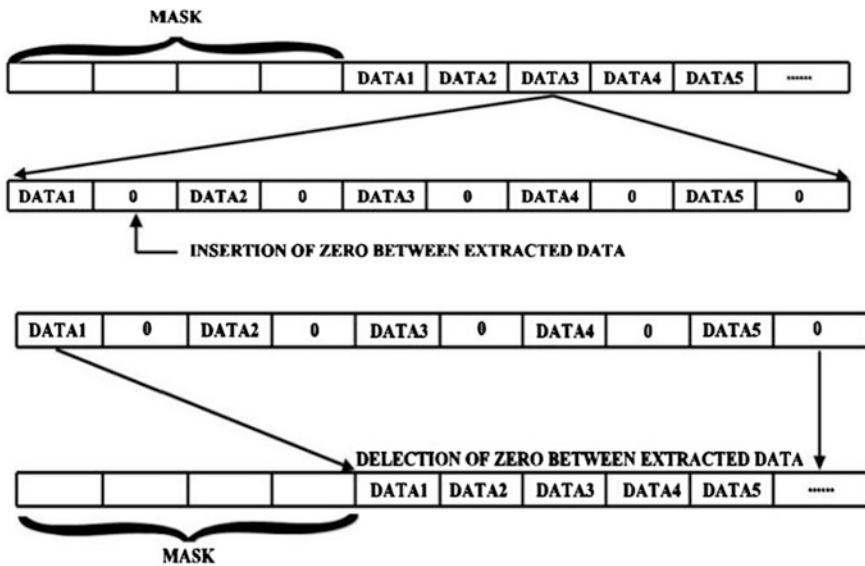 MASK
DATA1 DATA2 DATA3 DATA4 DATA5 ......
DATA1 0 DATA2 0 DATA3 0 DATA4 0 DATA5 0
INSERTION OF ZERO BETWEEN EXTRACTED DATA
DATA1 0 DATA2 0 DATA3 0 DATA4 0 DATA5 0
DELECTION OF ZERO BETWEEN EXTRACTED DATA
DATA1 DATA2 DATA3 DATA4 DATA5 ......
MASK